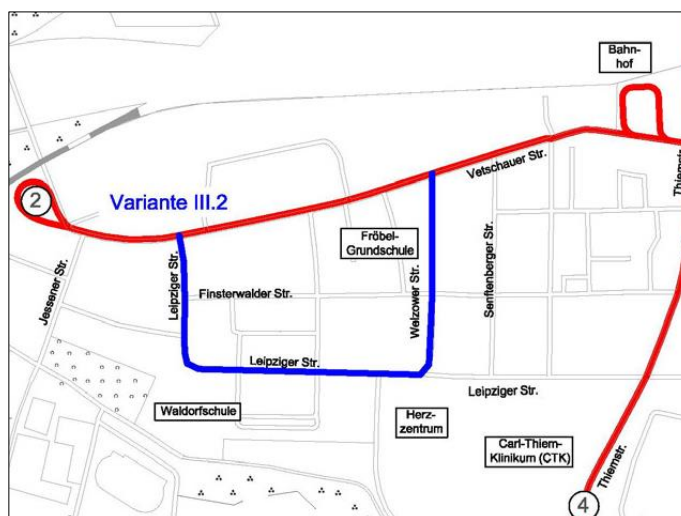 Bahn-
hof
Vetschauer Str.
Thiemstr.
2
Variante III.2
Fröbel-
Grundschule
Leipziger Str.
Jessener Str.
Finsterwalder Str.
Welzower Str.
Senftenberger Str.
Leipziger Str.
Leipziger Str.
Waldorfschule
Herz-
zentrum
Carl-Thiem-
Klinikum (CTK)
Thiemstr.
4